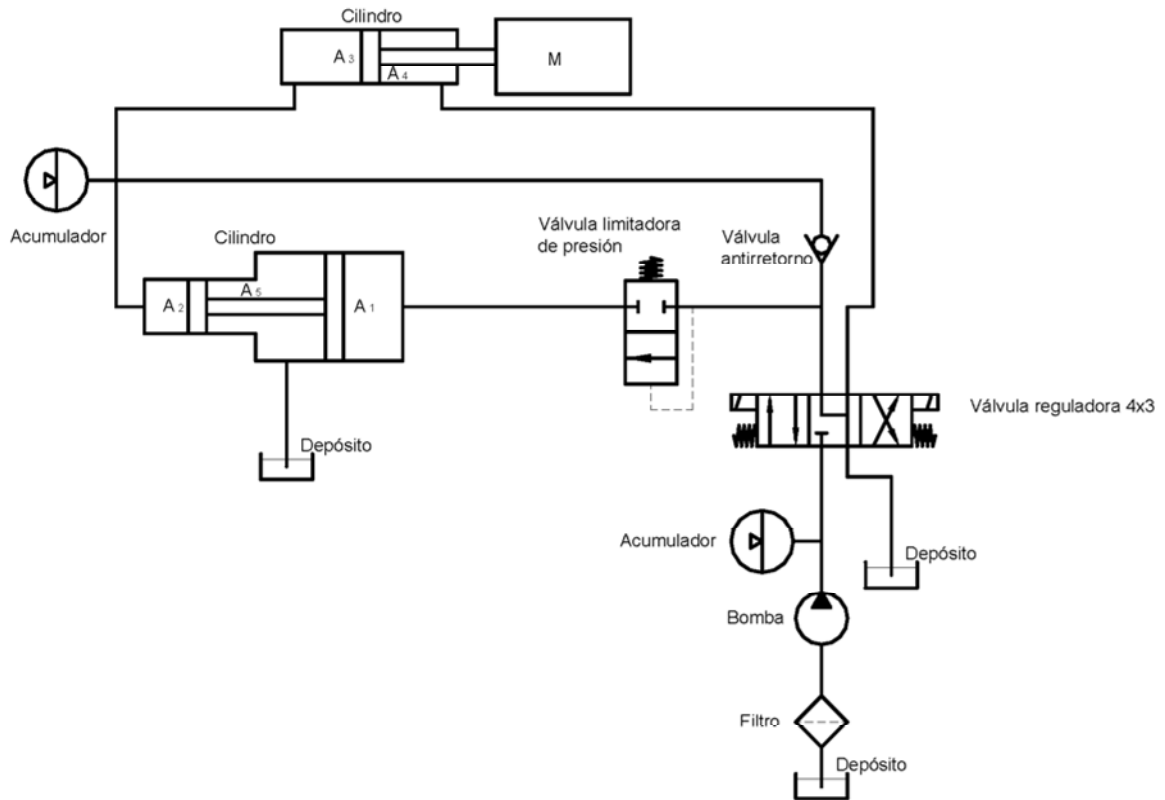 Cilindro
A3
A4
M
Acumulador
Cilindro
A2
A5
A1
Depósito
Válvula limitadora
de presión
Válvula
antirretorno
Válvula reguladora 4x3
Acumulador
Depósito
Bomba
Filtro
Depósito